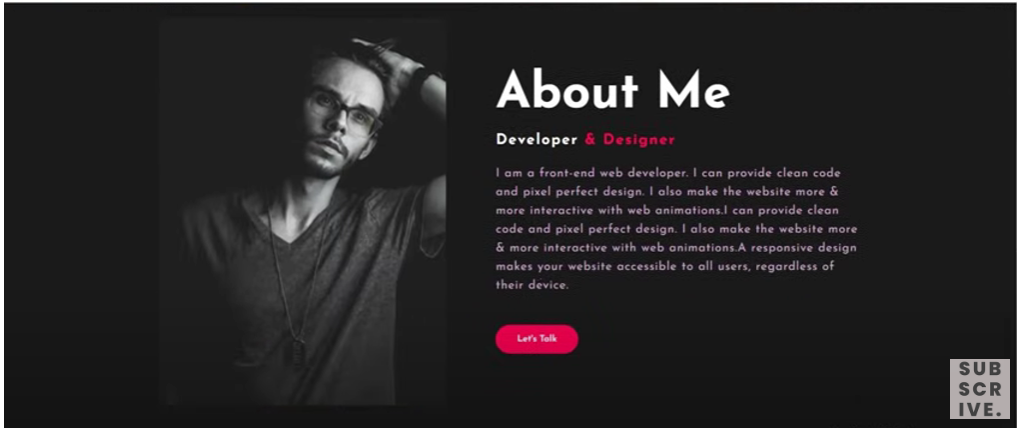 About Me
Developer & Designer
I am a front-end web developer. I can provide clean code
and pixel perfect design. I also make the website more &
more interactive with web animations.I can provide clean
code and pixel perfect design. I also make the website more
& more interactive with web animations.A responsive design
makes your website accessible to all users, regardless of
their device.
Let's Talk
SUB
SCR
IVE.